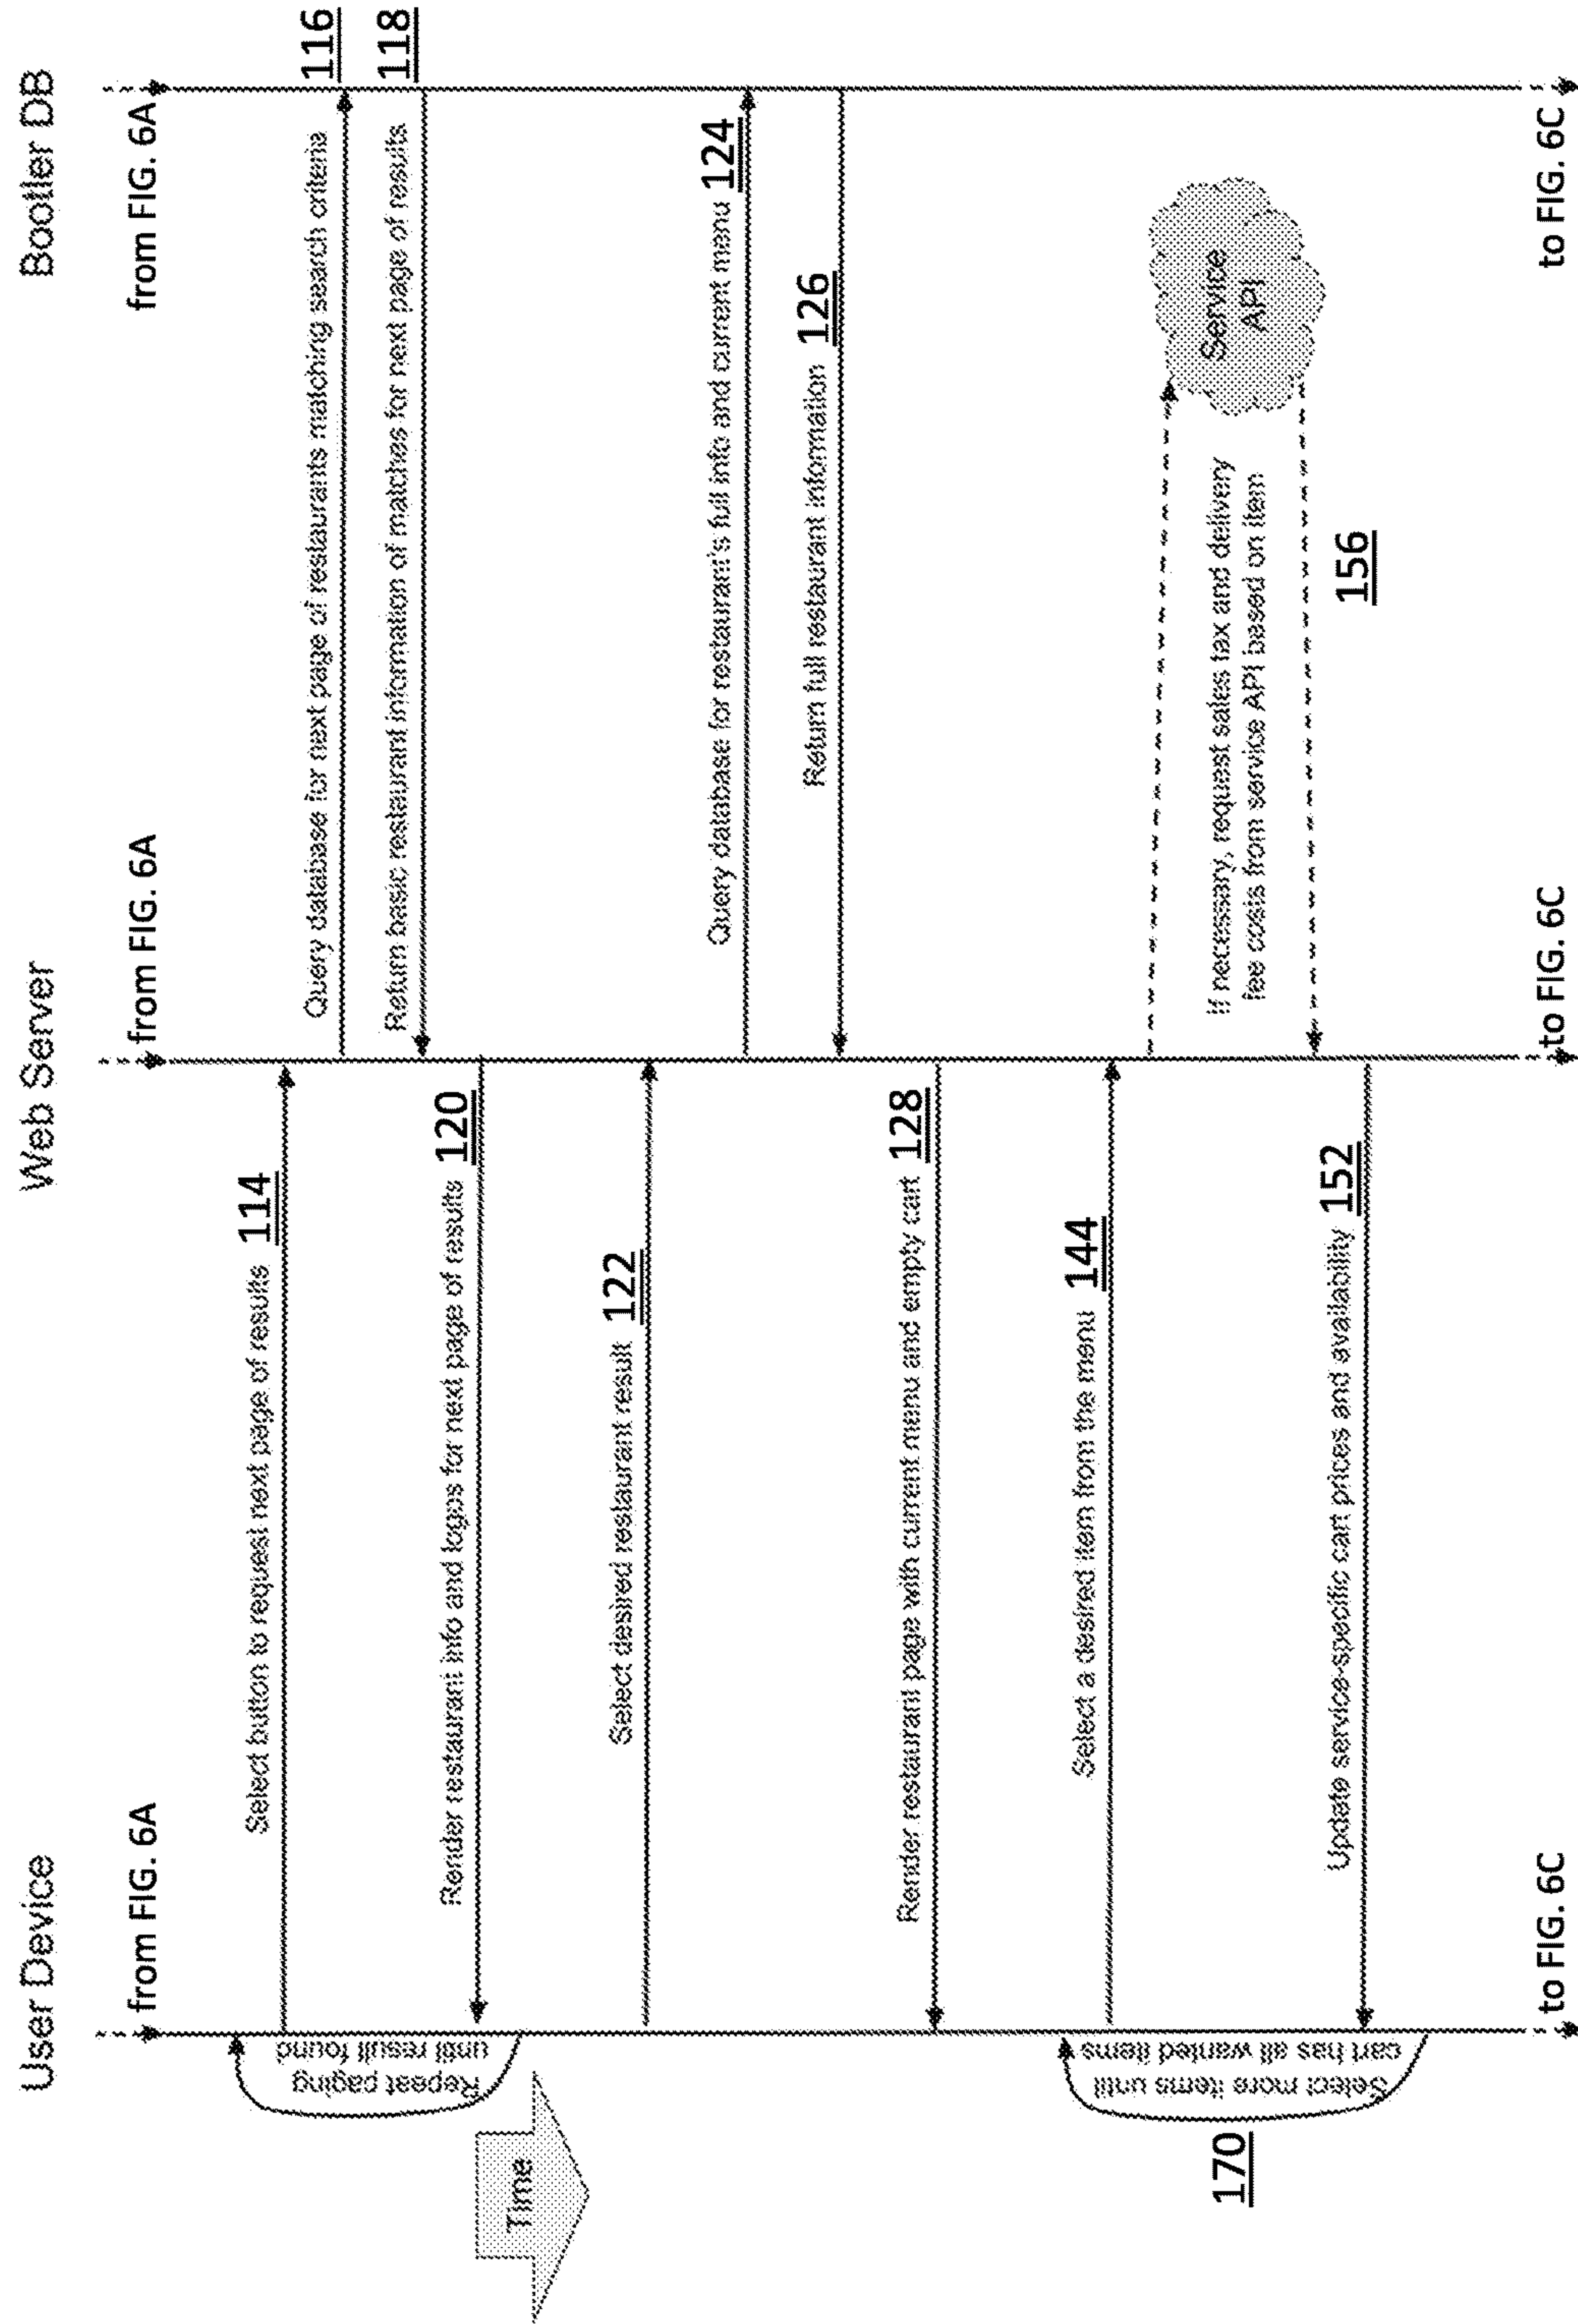 User Device
Web Server
Bootler DB
from FIG. 6A
from FIG. 6A
from FIG. 6A
Select button to request next page of results 114
Query database for next page of restaurants matching search criteria 116
Return basic restaurant information of matches for next page of results 118
Render restaurant info and logos for next page of results 120
Repeat paging
until result found
Time
Select desired restaurant result 122
Query database for restaurant's full info and current menu 124
Return full restaurant information 126
Render restaurant page with current menu and empty cart 128
Select a desired item from the menu 144
If necessary, request sales tax and delivery
fee costs from service API based on item
156
Service
API
Update service-specific cart prices and availability 152
Select more items until
cart has all wanted items
170
to FIG. 6C
to FIG. 6C
to FIG. 6C